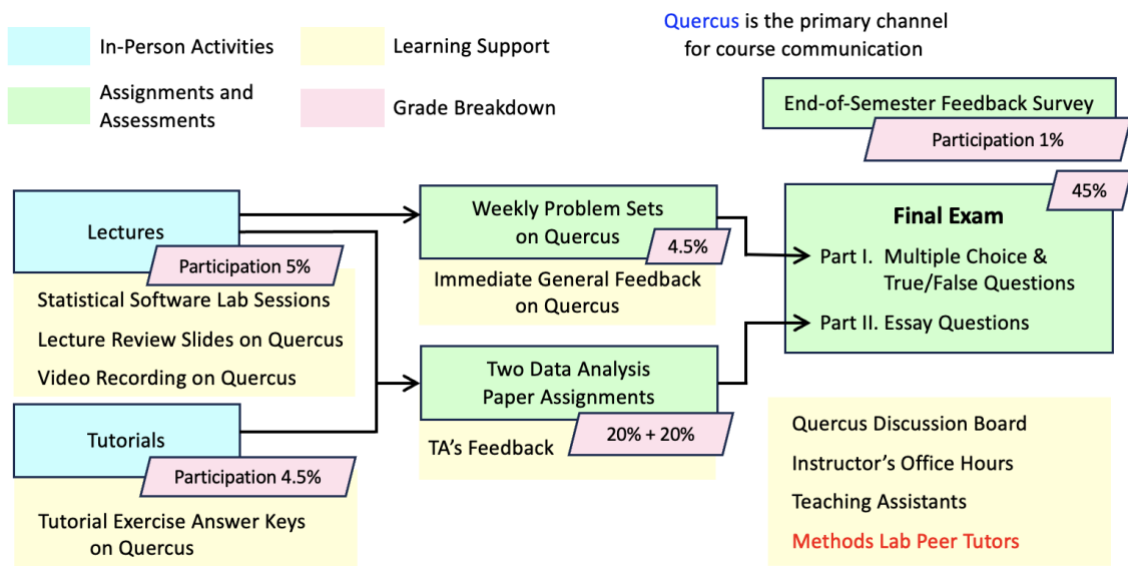 Quercus is the primary channel
for course communication
In-Person Activities
Learning Support
Assignments and
Assessments
Grade Breakdown
End-of-Semester Feedback Survey
Participation 1%
Lectures
Participation 5%
Statistical Software Lab Sessions
Lecture Review Slides on Quercus
Video Recording on Quercus
Tutorials
Participation 4.5%
Tutorial Exercise Answer Keys
on Quercus
Weekly Problem Sets
on Quercus
4.5%
Immediate General Feedback
on Quercus
Two Data Analysis
Paper Assignments
20% + 20%
TA’s Feedback
45%
Final Exam
Part I. Multiple Choice &
True/False Questions
Part II. Essay Questions
Quercus Discussion Board
Instructor’s Office Hours
Teaching Assistants
Methods Lab Peer Tutors